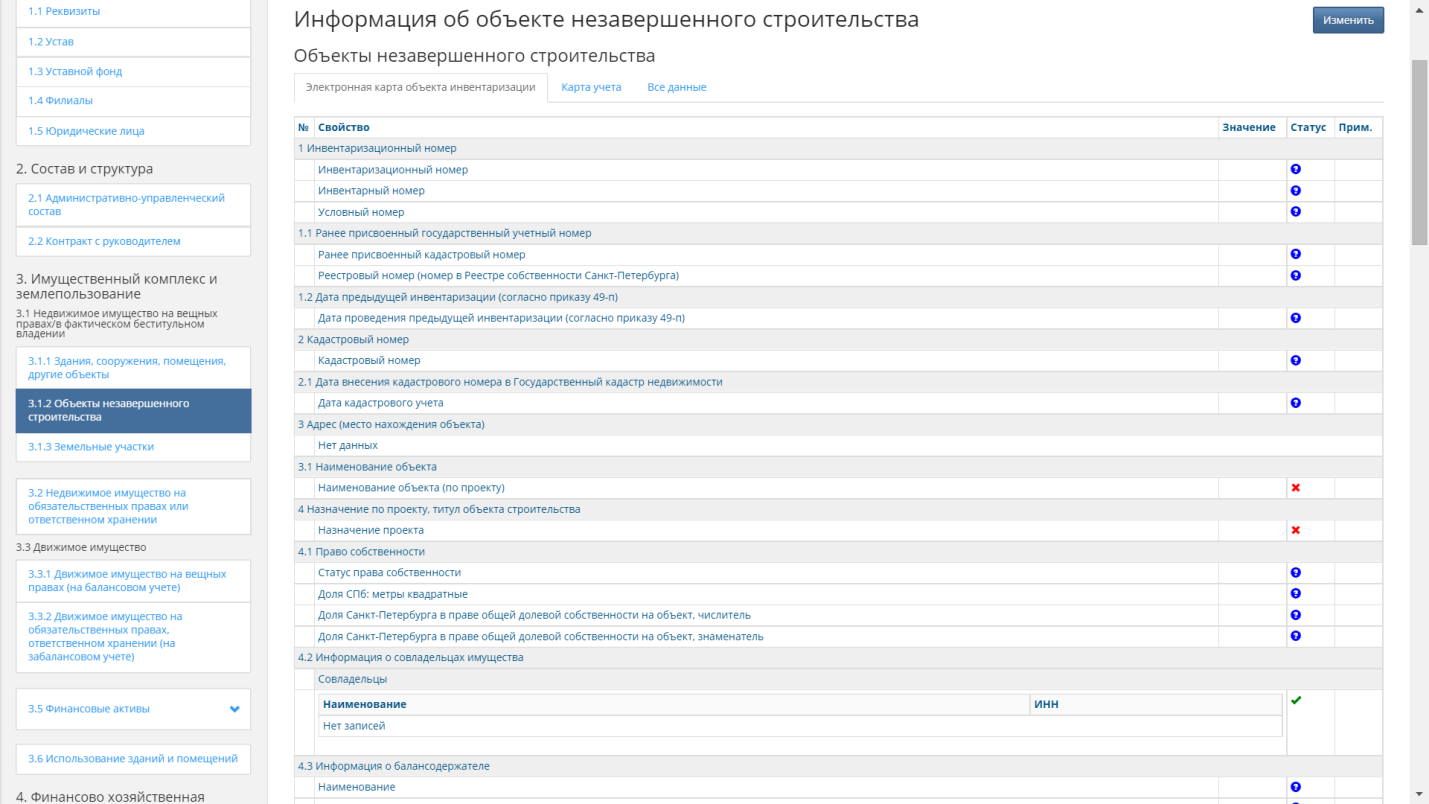 1.1 Реквизиты
1.2 Устав
1.3 Уставной фонд
1.4 Филиалы
1.5 Юридические лица
2. Состав и структура
2.1 Административно-управленческий
состав
2.2 Контракт с руководителем
3. Имущественный комплекс и
землепользование
3.1 Недвижимое имущество на вещных
правах/в фактическом беститульном
владении
3.1.1 Здания, сооружения, помещения,
другие объекты
3.1.2 Объекты незавершенного
строительства
3.1.3 Земельные участки
3.2 Недвижимое имущество на
обязательственных правах или
ответственном хранении
3.3 Движимое имущество
3.3.1 Движимое имущество на вещных
правах (на балансовом учете)
3.3.2 Движимое имущество на
обязательственных правах,
ответственном хранении (на
забалансовом учете)
3.5 Финансовые активы
3.6 Использование зданий и помещений
4. Финансово хозяйственная
Информация об объекте незавершенного строительства
Изменить
Объекты незавершенного строительства
Электронная карта объекта инвентаризации Карта учета Все данные
№ Свойство Значение Статус Прим.
1 Инвентаризационный номер
Инвентаризационный номер
Инвентарный номер
Условный номер
1.1 Ранее присвоенный государственный учетный номер
Ранее присвоенный кадастровый номер
Реестровый номер (номер в Реестре собственности Санкт-Петербурга)
1.2 Дата предыдущей инвентаризации (согласно приказу 49-п)
Дата проведения предыдущей инвентаризации (согласно приказу 49-п)
2 Кадастровый номер
Кадастровый номер
2.1 Дата внесения кадастрового номера в Государственный кадастр недвижимости
Дата кадастрового учета
3 Адрес (место нахождения объекта)
Нет данных
3.1 Наименование объекта
Наименование объекта (по проекту)
4 Назначение по проекту, титул объекта строительства
Назначение проекта
4.1 Право собственности
Статус права собственности
Доля СПб: метры квадратные
Доля Санкт-Петербурга в праве общей долевой собственности на объект, числитель
Доля Санкт-Петербурга в праве общей долевой собственности на объект, знаменатель
4.2 Информация о совладельцах имущества
Совладельцы
Наименование ИНН
Нет записей
4.3 Информация о балансодержателе
Наименование